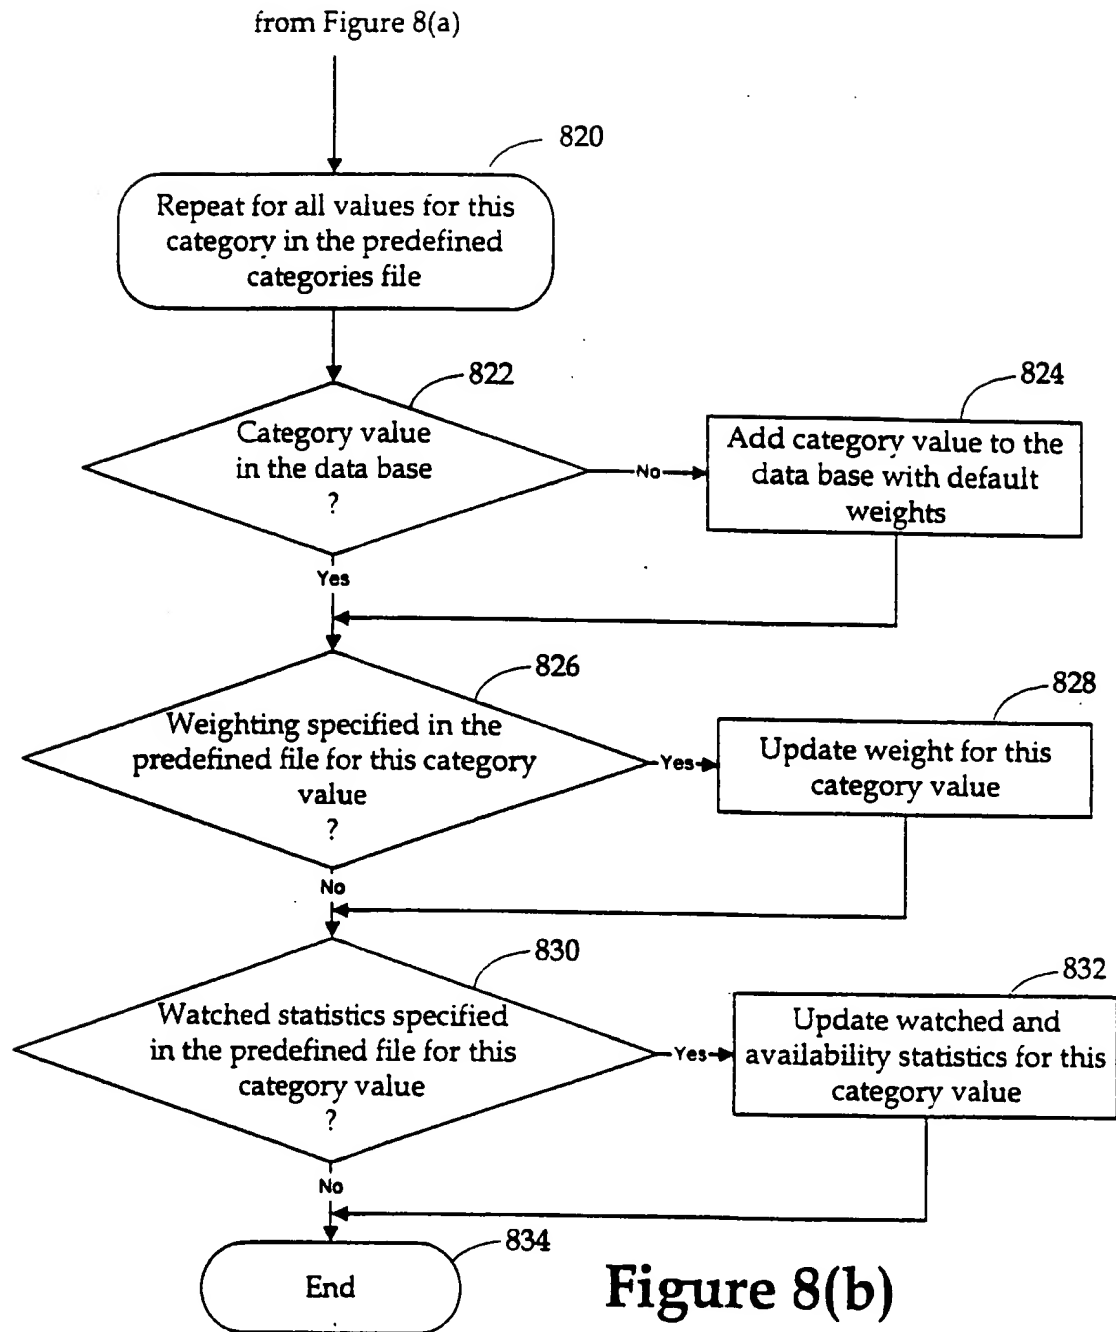 from Figure 8(a)
820
Repeat for all values for this
category in the predefined
categories file
822
Category value
in the data base
?
No
824
Add category value to the
data base with default
weights
Yes
826
Weighting specified in the
predefined file for this category
value
?
Yes
828
Update weight for this
category value
No
830
Watched statistics specified
in the predefined file for this
category value
?
Yes
832
Update watched and
availability statistics for this
category value
No
834
End
Figure 8(b)